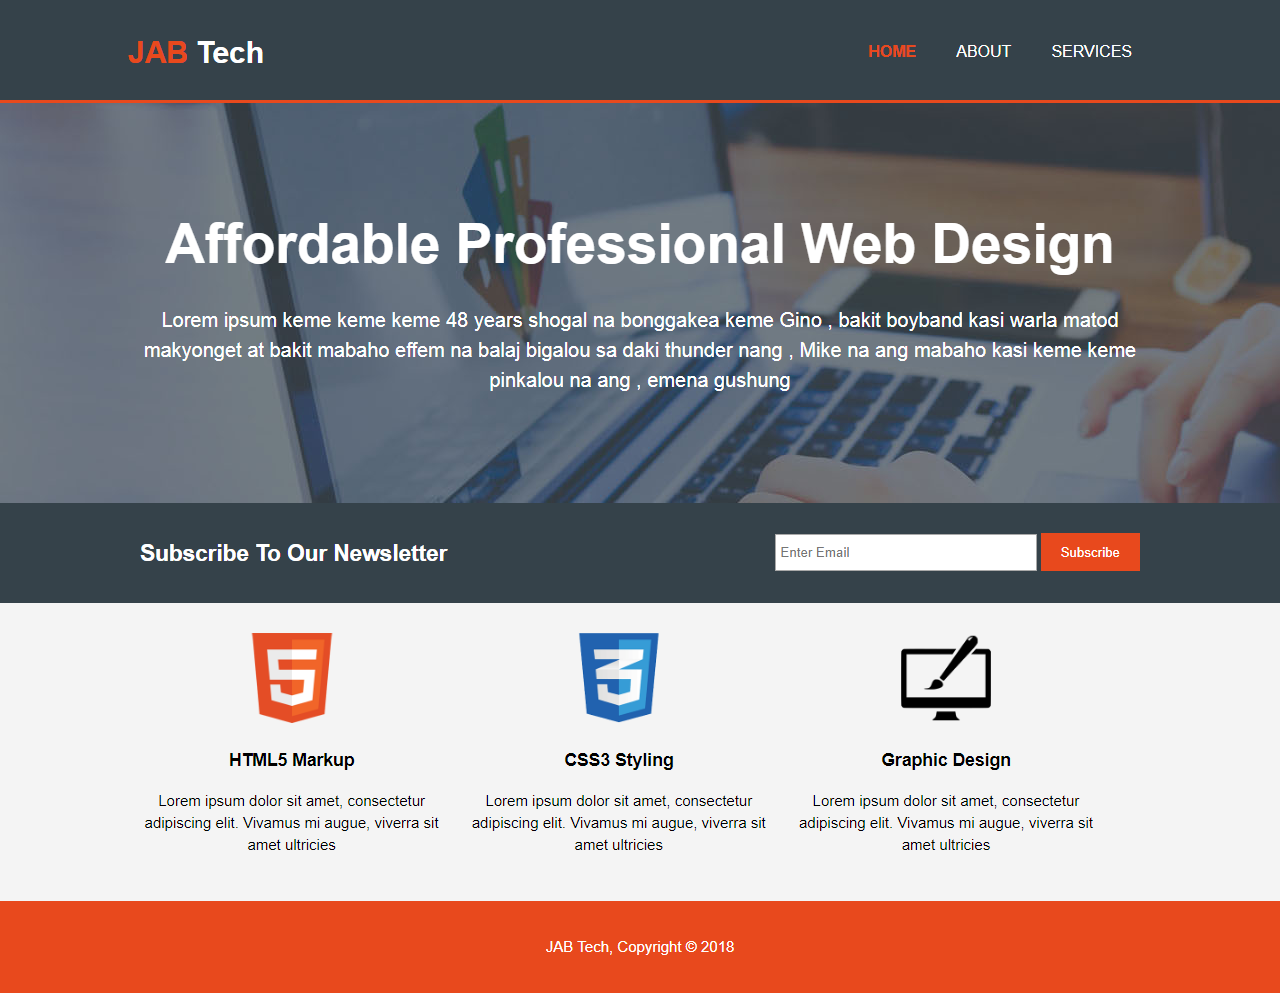 JAB Tech
HOME ABOUT SERVICES
Affordable Professional Web Design
Lorem ipsum keme keme keme 48 years shogal na bonggakea keme Gino , bakit boyband kasi warla matod
makyonget at bakit mabaho effem na balaj bigalou sa daki thunder nang , Mike na ang mabaho kasi keme keme
pinkalou na ang , emena gushung
Subscribe To Our Newsletter
Enter Email
Subscribe
HTML5 Markup
Lorem ipsum dolor sit amet, consectetur
adipiscing elit. Vivamus mi augue, viverra sit
amet ultricies
CSS3 Styling
Lorem ipsum dolor sit amet, consectetur
adipiscing elit. Vivamus mi augue, viverra sit
amet ultricies
Graphic Design
Lorem ipsum dolor sit amet, consectetur
adipiscing elit. Vivamus mi augue, viverra sit
amet ultricies
JAB Tech, Copyright © 2018